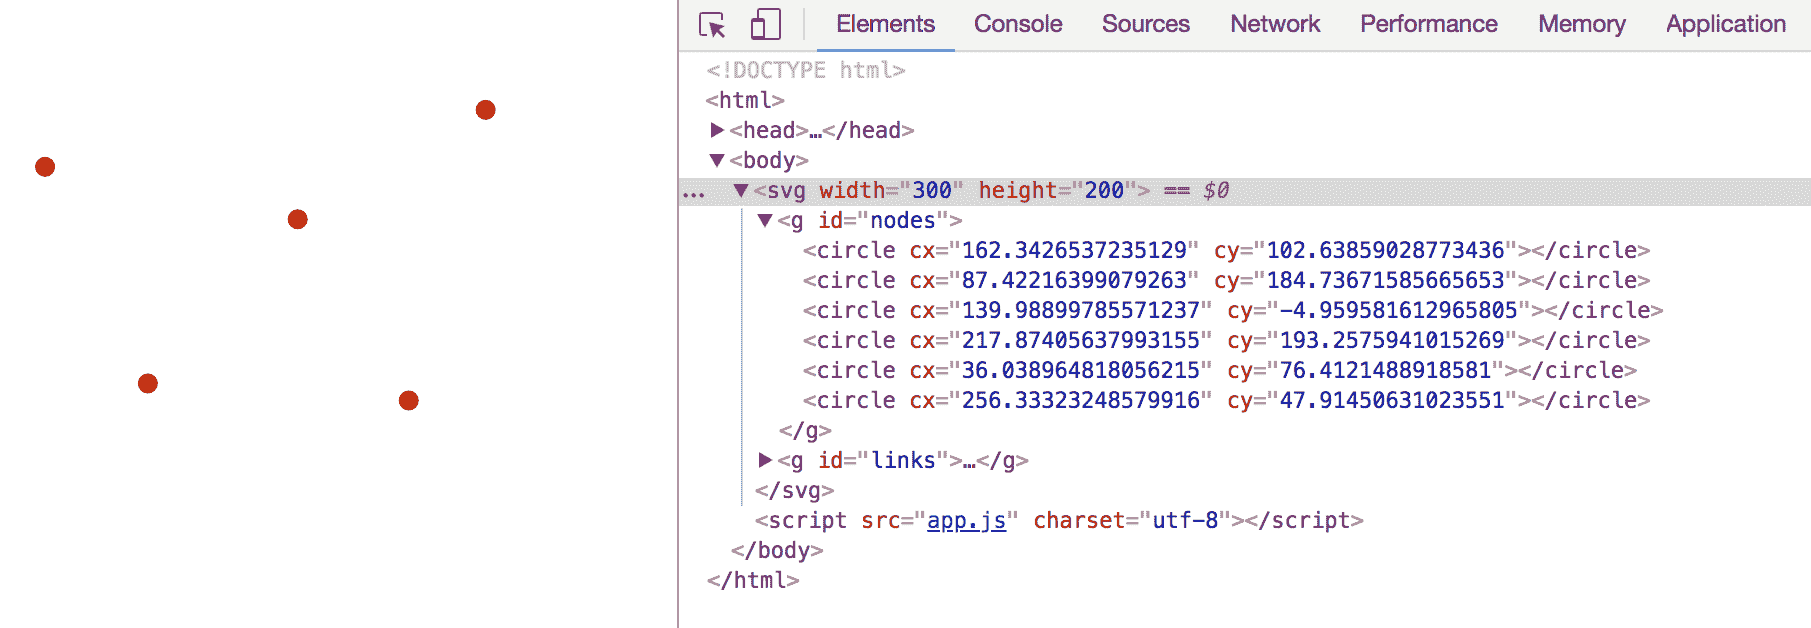 Elements Console Sources Network Performance Memory Application
<!DOCTYPE html>
<html>
▶<head>…</head>
▼<body>
… ▼<svg width="300" height="200"> == $0
▼<g id="nodes">
<circle cx="162.3426537235129" cy="102.63859028773436"></circle>
<circle cx="87.42216399079263" cy="184.73671585665653"></circle>
<circle cx="139.98899785571237" cy="-4.959581612965805"></circle>
<circle cx="217.87405637993155" cy="193.2575941015269"></circle>
<circle cx="36.038964818056215" cy="76.4121488918581"></circle>
<circle cx="256.33323248579916" cy="47.91450631023551"></circle>
</g>
▶<g id="links">…</g>
</svg>
<script src="app.js" charset="utf-8"></script>
</body>
</html>